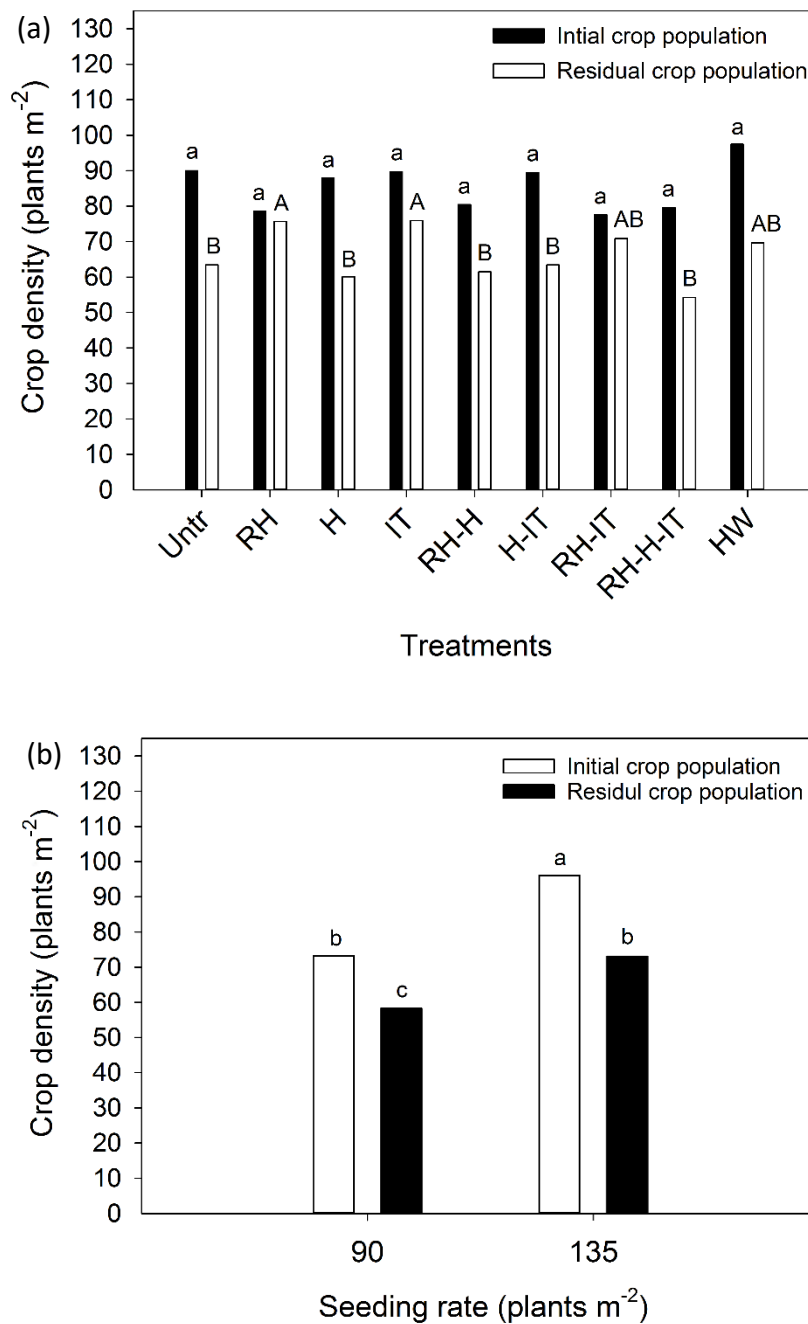 (a)
130
120
110
100
90
80
70
60
50
40
30
20
10
0
Crop density (plants m⁻²)
Intial crop population
Residual crop population
a
B
a
A
a
B
a
A
a
B
a
B
a
AB
a
B
a
AB
Untr
RH
H
IT
RH-H
H-IT
RH-IT
RH-H-IT
HW
Treatments
(b)
130
120
110
100
90
80
70
60
50
40
30
20
10
0
Crop density (plants m⁻²)
Initial crop population
Residul crop population
b
c
a
b
90
135
Seeding rate (plants m⁻²)